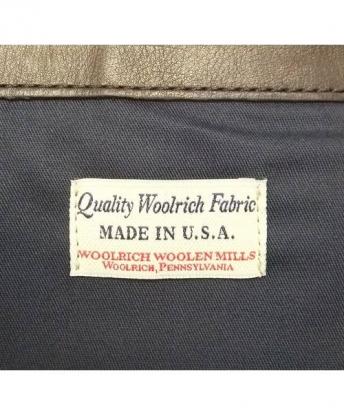 Quality Woolrich Fabric
MADE IN U.S.A.
WOOLRICH WOOLEN MILLS
WOOLRICH, PENNSYLVANIA